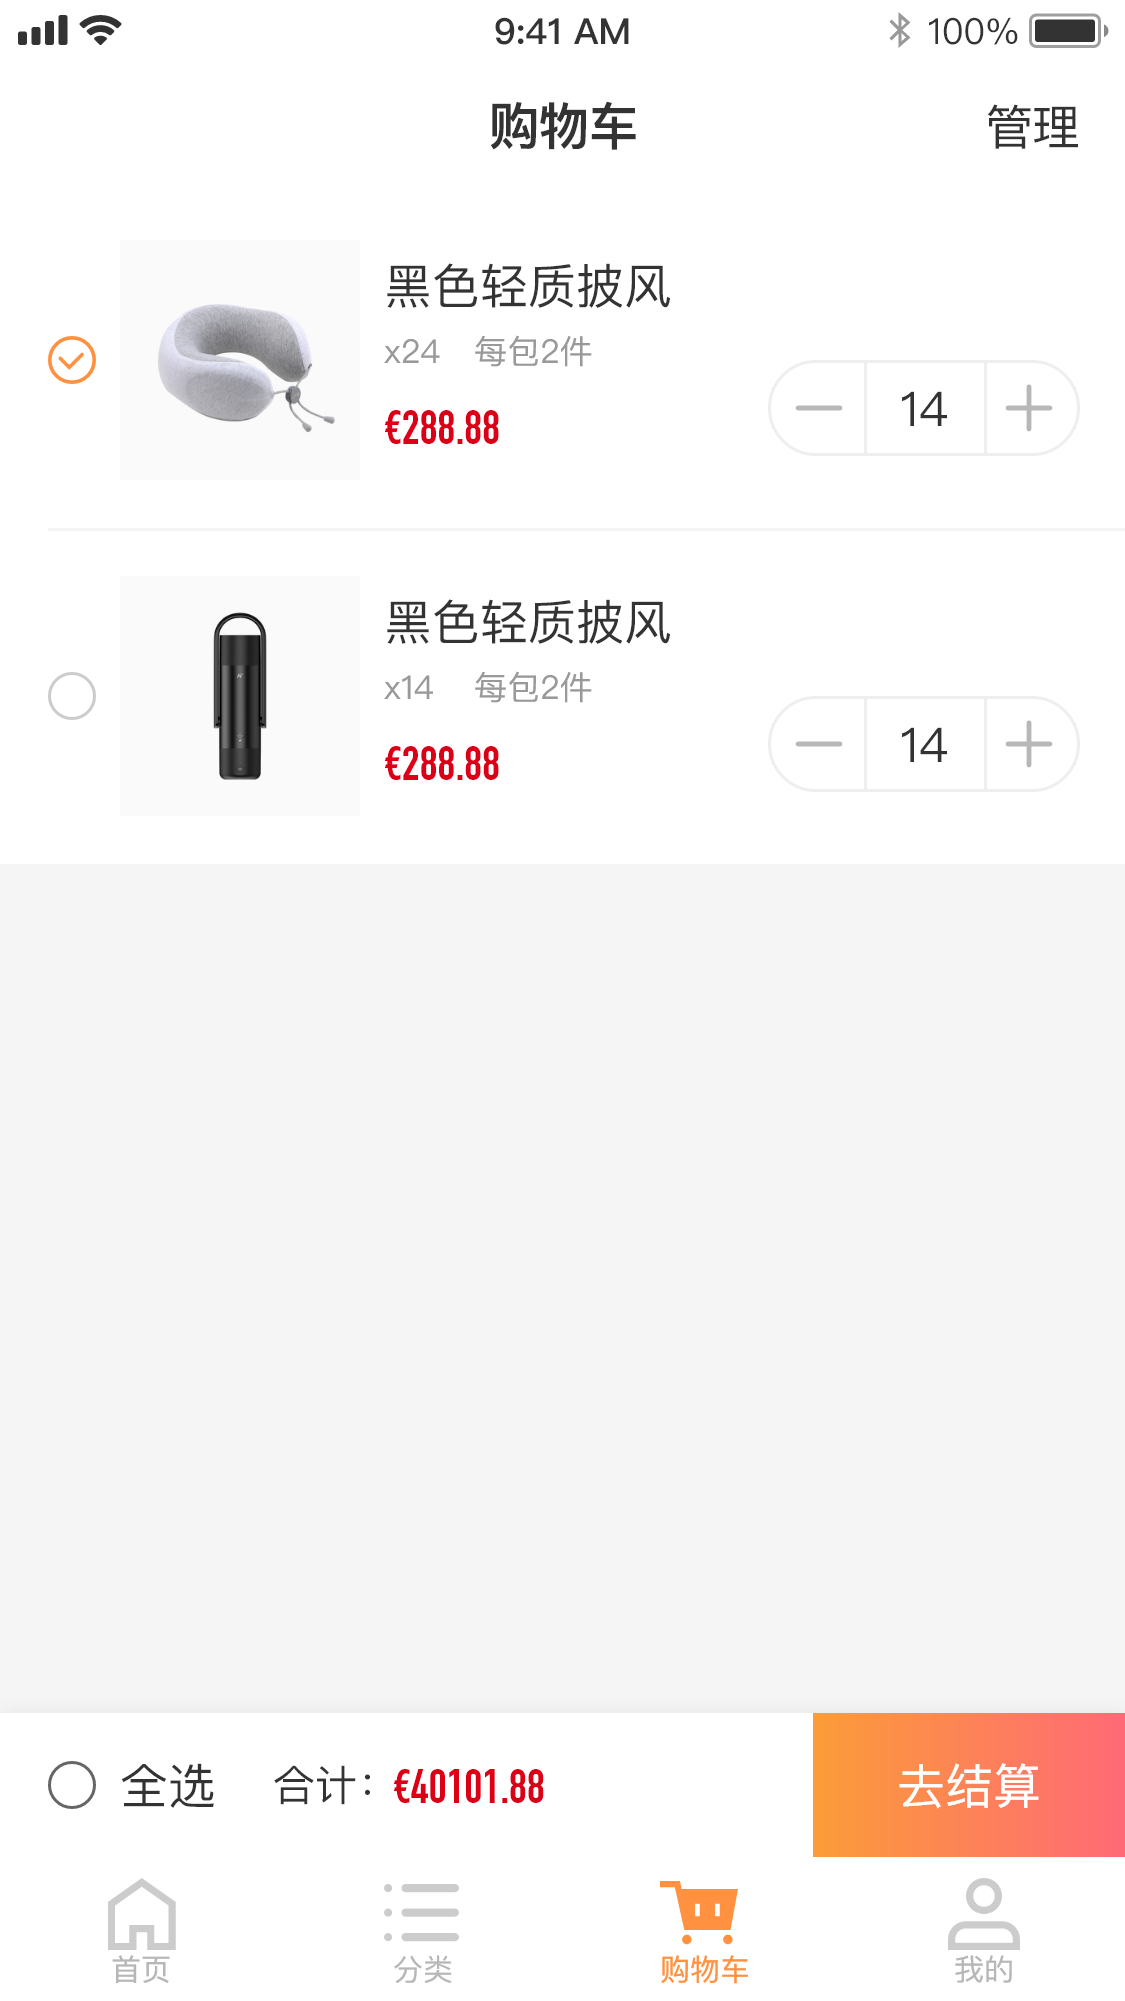 9:41 AM
100%
购物车
管理
黑色轻质披风
x24 每包2件
€288.88
14
黑色轻质披风
x14 每包2件
€288.88
14
全选
合计：€40101.88
去结算
首页
分类
购物车
我的